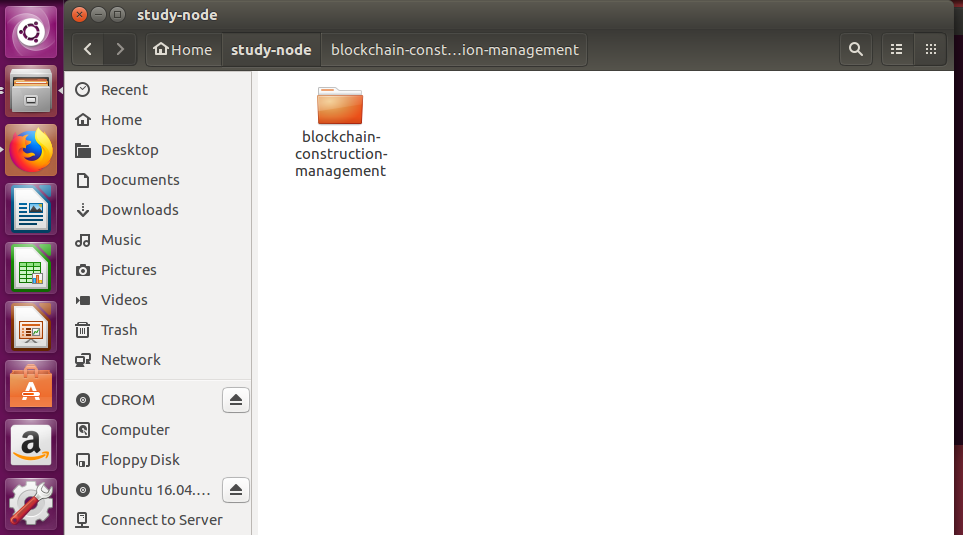 study-node
Home
study-node
blockchain-const...ion-management
Recent
Home
Desktop
Documents
Downloads
Music
Pictures
Videos
Trash
Network
CDROM
Computer
Floppy Disk
Ubuntu 16.04....
Connect to Server
blockchain-
construction-
management